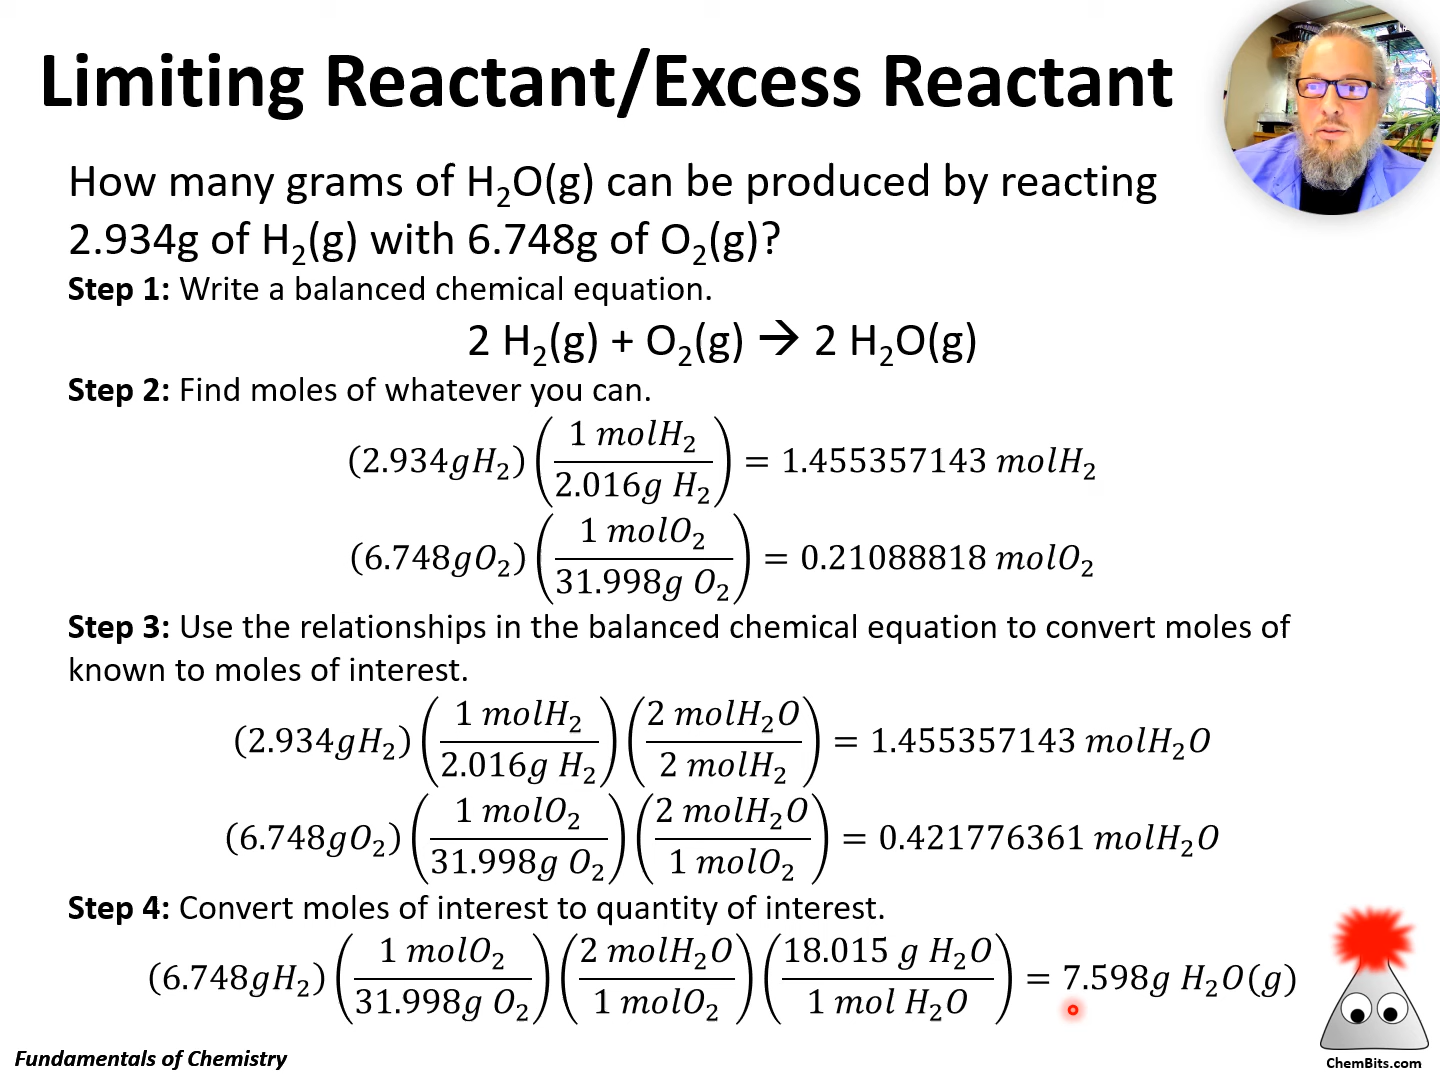 Limiting Reactant/Excess Reactant
How many grams of H₂O(g) can be produced by reacting
2.934g of H₂(g) with 6.748g of O₂(g)?
Step 1: Write a balanced chemical equation.
2 H₂(g) + O₂(g) → 2 H₂O(g)
Step 2: Find moles of whatever you can.
(2.934gH₂)(1 molH₂/2.016g H₂) = 1.455357143 molH₂
(6.748gO₂)(1 molO₂/31.998g O₂) = 0.21088818 molO₂
Step 3: Use the relationships in the balanced chemical equation to convert moles of
known to moles of interest.
(2.934gH₂)(1 molH₂/2.016g H₂)(2 molH₂O/2 molH₂) = 1.455357143 molH₂O
(6.748gO₂)(1 molO₂/31.998g O₂)(2 molH₂O/1 molO₂) = 0.421776361 molH₂O
Step 4: Convert moles of interest to quantity of interest.
(6.748gH₂)(1 molO₂/31.998g O₂)(2 molH₂O/1 molO₂)(18.015 g H₂O/1 mol H₂O) = 7.598g H₂O(g)
Fundamentals of Chemistry
ChemBits.com